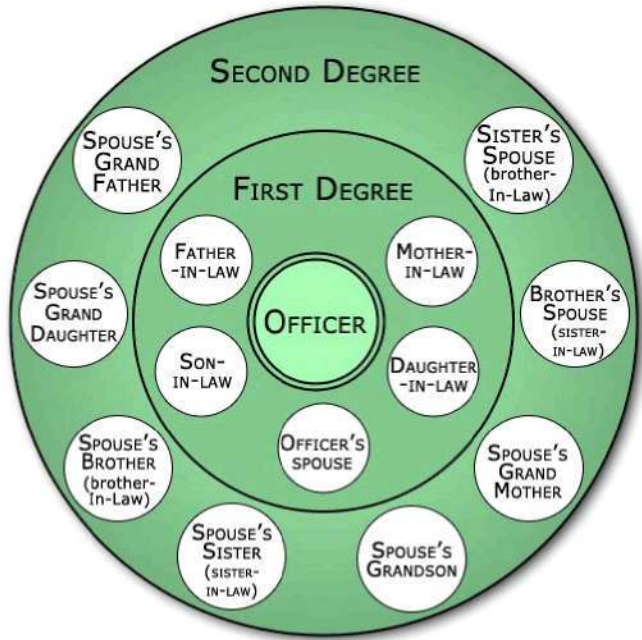 SECOND DEGREE
SPOUSE'S
GRAND
FATHER
SISTER'S
SPOUSE
(brother-
In-Law)
FIRST DEGREE
FATHER
-IN-LAW
MOTHER-
IN-LAW
SPOUSE'S
GRAND
DAUGHTER
OFFICER
BROTHER'S
SPOUSE
(SISTER-
IN-LAW)
SON-
IN-LAW
DAUGHTER
-IN-LAW
SPOUSE'S
BROTHER
(brother-
In-Law)
OFFICER'S
SPOUSE
SPOUSE'S
GRAND
MOTHER
SPOUSE'S
SISTER
(SISTER-
IN-LAW)
SPOUSE'S
GRANDSON